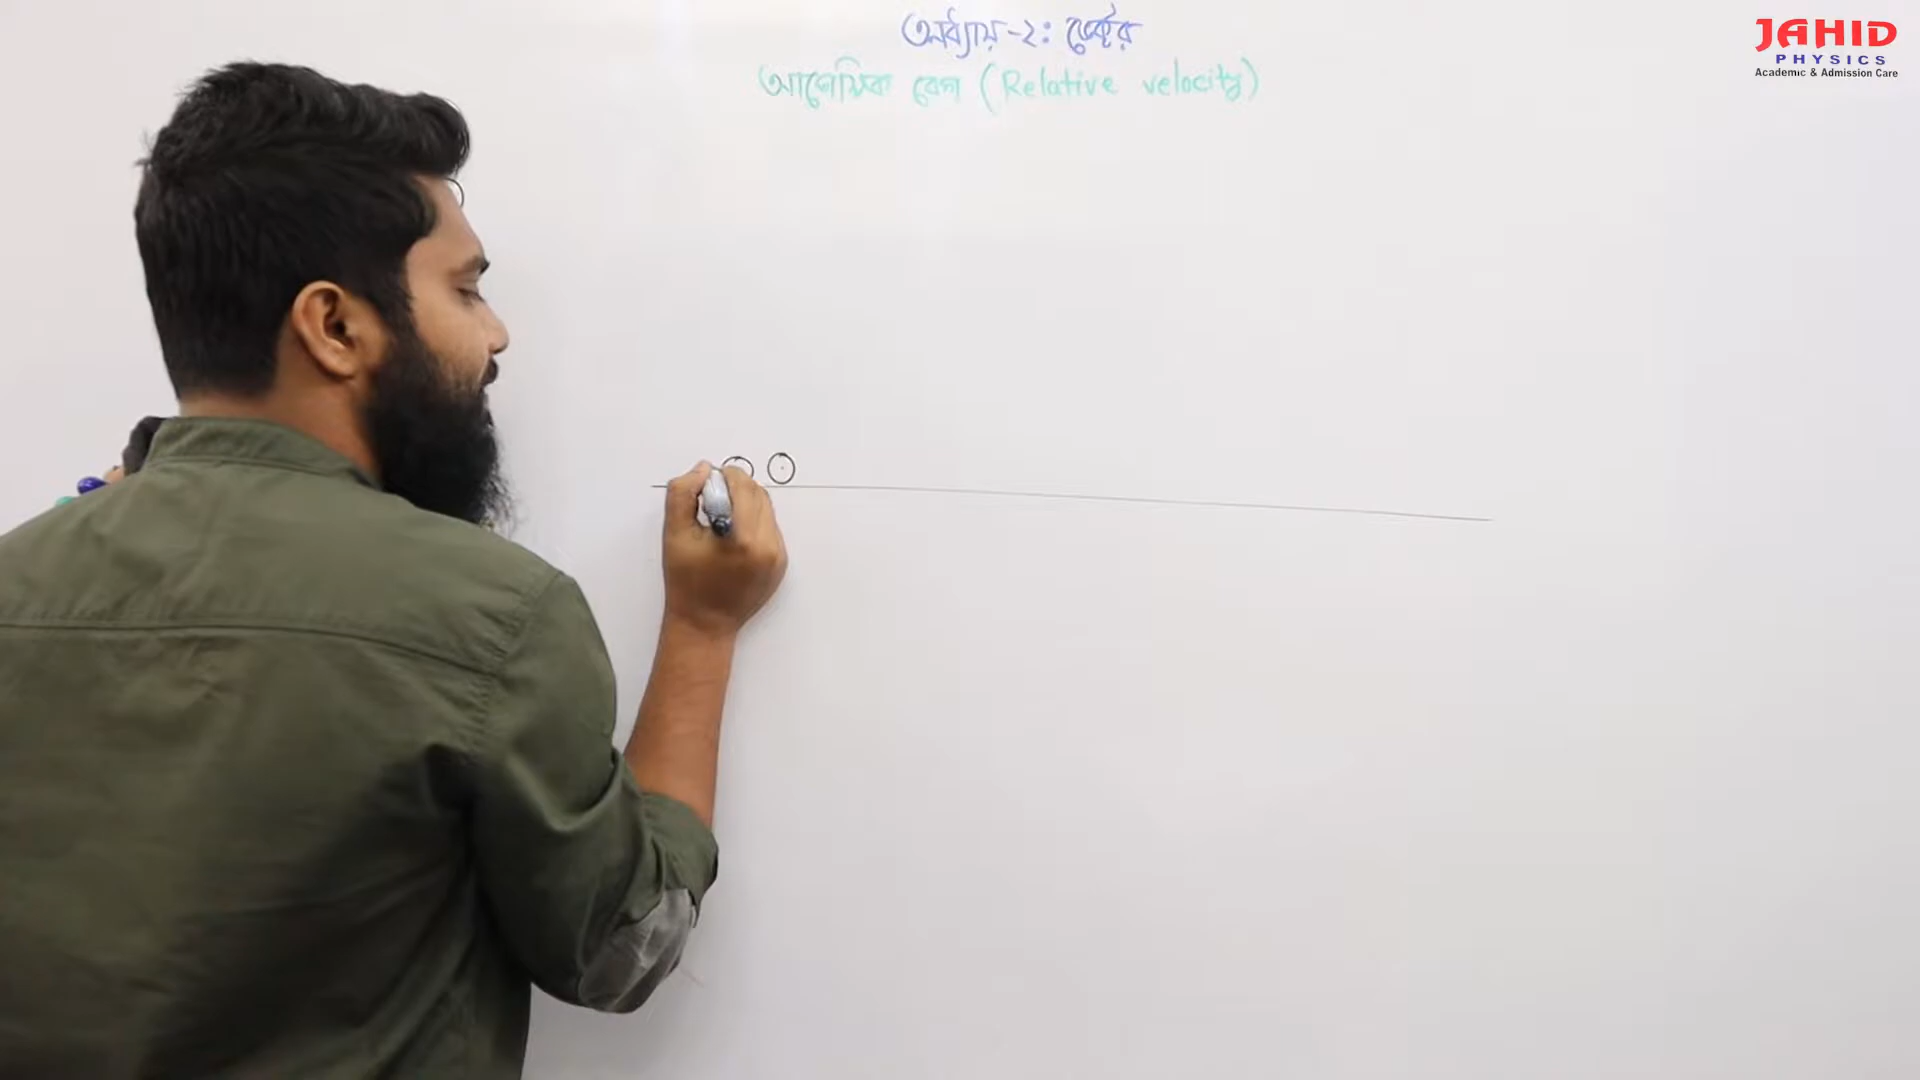 অধ্যায়-২: ভেক্টর
আপেক্ষিক বেগ (Relative velocity)
JAHID
PHYSICS
Academic & Admission Care